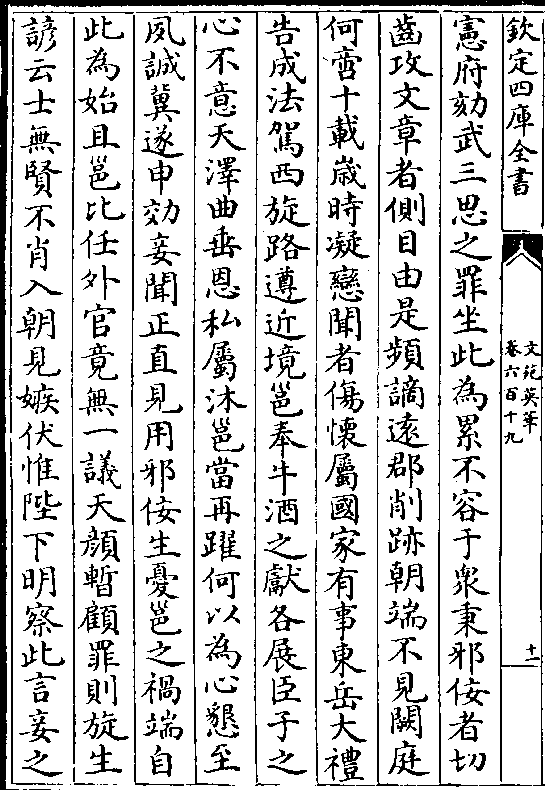 欽定四庫全書
文苑英華
卷六百十九
十一
憲府劾武三思之罪坐此為累不容于衆秉邪佞者切
齒攻文章者側目由是頻謫遠郡削跡朝端不見闕庭
何啻十載嵗時凝戀聞者傷懐屬國家有事東岳大禮
告成法駕西旋路遵近境邕奉牛酒之獻各展臣子之
心不意天澤曲垂恩私屬沐邕當再躍何以為心懇至
夙誠冀遂申効妾聞正直見用邪佞生憂邕之禍端自
此為始且邕比任外官竟無一議天顔暫顧罪則旋生
諺云士無賢不肖入朝見嫉伏惟陛下明察此言妾之